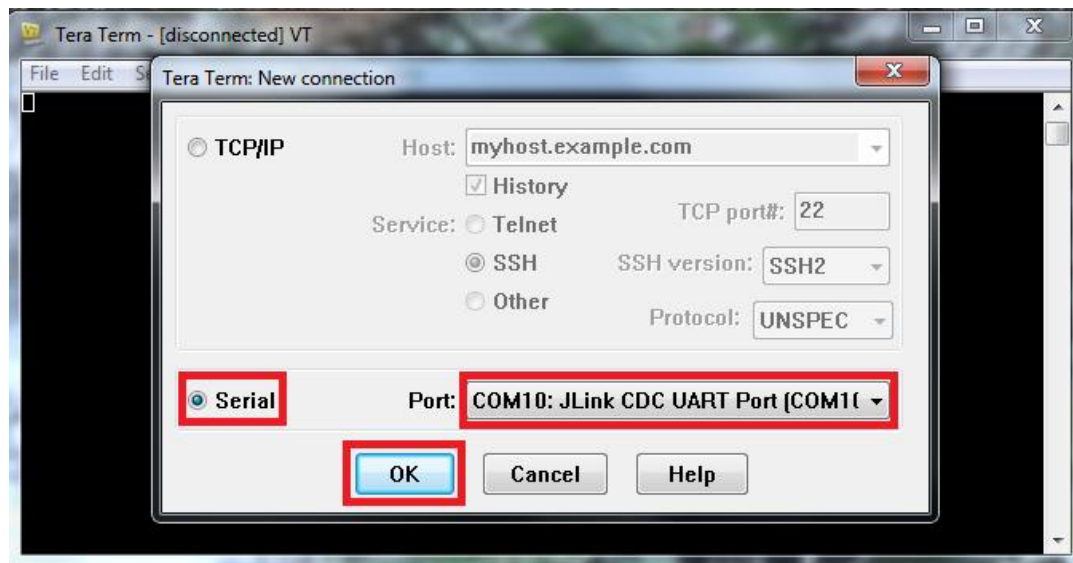 Tera Term - [disconnected] VT
File Edit S
Tera Term: New connection
TCP/IP Host: myhost.example.com
History
Service: Telnet TCP port#: 22
SSH SSH version: SSH2
Other Protocol: UNSPEC
Serial Port: COM10: JLink CDC UART Port (COM1
OK Cancel Help